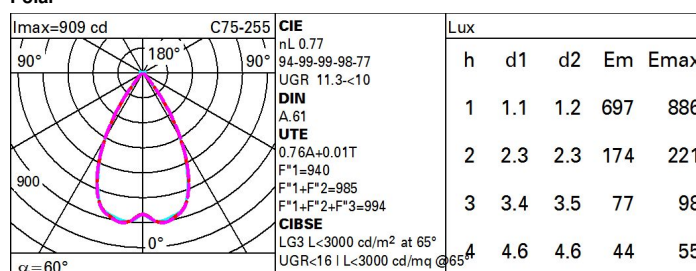 Imax=909 cd C75-255
90° 180° 90°
900
0°
α=60°
CIE
nL 0.77
94-99-99-98-77
UGR 11.3-<10
DIN
A.61
UTE
0.76A+0.01T
F"1=940
F"1+F"2=985
F"1+F"2+F"3=994
CIBSE
LG3 L<3000 cd/m² at 65°
UGR<16 | L<3000 cd/mq @65°
Lux
h d1 d2 Em Emax
1 1.1 1.2 697 886
2 2.3 2.3 174 221
3 3.4 3.5 77 98
4 4.6 4.6 44 55